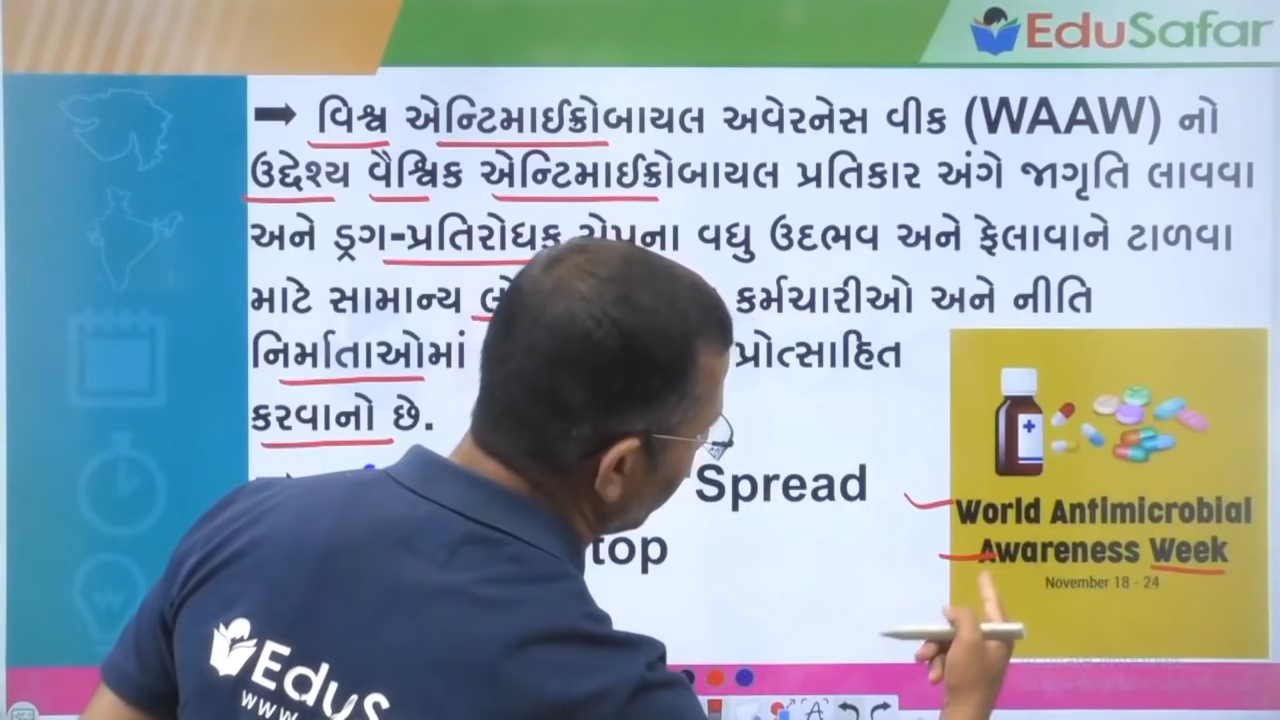 EduSafar
➡ વિશ્વ એન્ટિમાઈક્રોબાયલ અવેરનેસ વીક (WAAW) નો
ઉદ્દેશ્ય વૈશ્વિક એન્ટિમાઈક્રોબાયલ પ્રતિકાર અંગે જાગૃતિ લાવવા
અને ડ્રગ-પ્રતિરોધક વધુ ઉદભવ અને ફેલાવાને ટાળવા
માટે સામાન્ય કર્મચારીઓ અને નીતિ
નિર્માતાઓમાં પ્રોત્સાહિત
કરવાનો છે.
Spread
World Antimicrobial
Awareness Week
November 18 - 24
EduS
www.